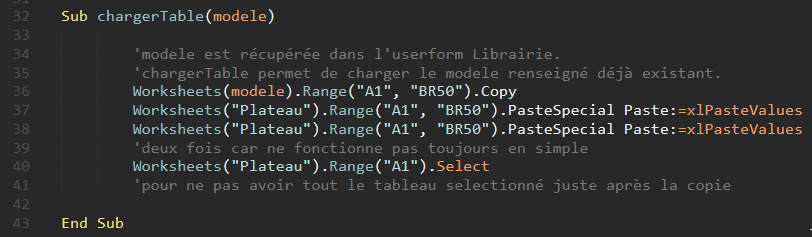 32 Sub chargerTable(modele)
33
34 'modele est récupérée dans l'userform Librairie.
35 'chargerTable permet de charger le modele renseigné déjà existant.
36 Worksheets(modele).Range("A1", "BR50").Copy
37 Worksheets("Plateau").Range("A1", "BR50").PasteSpecial Paste:=xlPasteValues
38 Worksheets("Plateau").Range("A1", "BR50").PasteSpecial Paste:=xlPasteValues
39 'deux fois car ne fonctionne pas toujours en simple
40 Worksheets("Plateau").Range("A1").Select
41 'pour ne pas avoir tout le tableau selectionné juste après la copie
42
43 End Sub